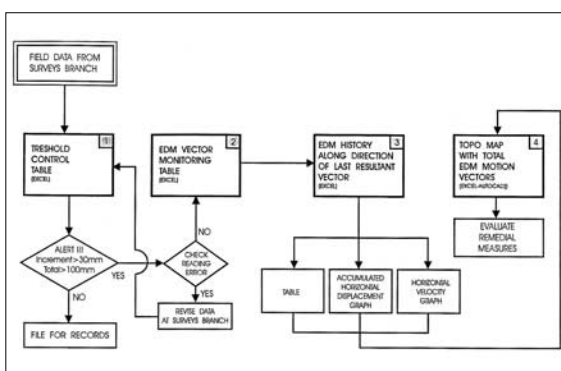 FIELD DATA FROM
SURVEYS BRANCH
1
TRESHOLD
CONTROL
TABLE
(EXCEL)
2
EDM VECTOR
MONITORING
TABLE
(EXCEL)
3
EDM HISTORY
ALONG DIRECTION
OF LAST RESULTANT
VECTOR
(EXCEL)
4
TOPO MAP
WITH TOTAL
EDM MOTION
VECTORS
(EXCEL-AUTOCAD)
ALERT !!!
Increment>30mm
Total>100mm
YES
NO
FILE FOR RECORDS
NO
CHECK
READING
ERROR
YES
REVISE DATA
AT SURVEYS BRANCH
TABLE
ACCUMULATED
HORIZONTAL
DISPLACEMENT
GRAPH
HORIZONTAL
VELOCITY
GRAPH
EVALUATE
REMEDIAL
MEASURES